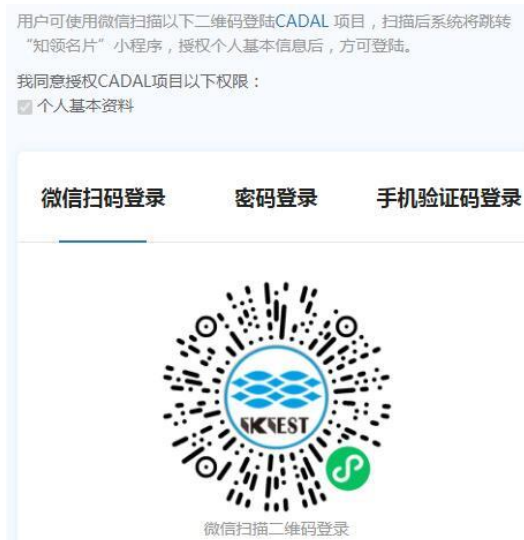 用户可使用微信扫描以下二维码登陆CADAL 项目，扫描后系统将跳转
“知领名片”小程序，授权个人基本信息后，方可登陆。
我同意授权CADAL项目以下权限：
个人基本资料
微信扫码登录 密码登录 手机验证码登录
IKCEST
微信扫描二维码登录